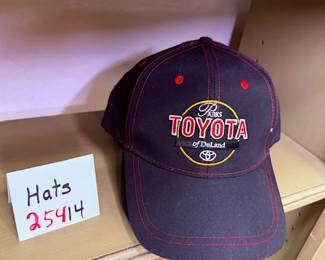 Parks
TOYOTA
of DeLand
Hats
25414